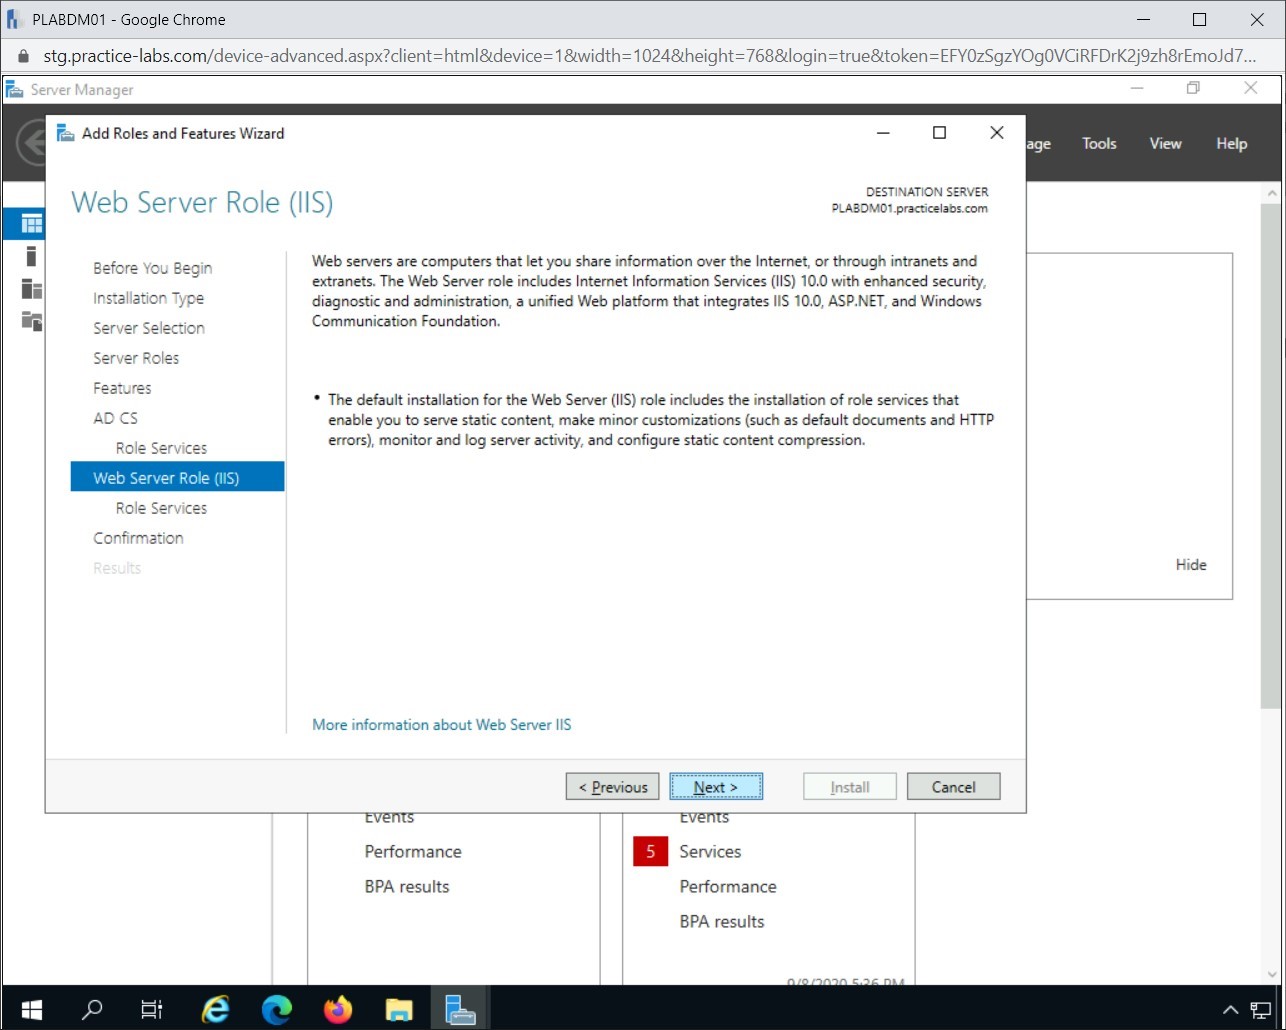 PLABDM01 - Google Chrome
stg.practice-labs.com/device-advanced.aspx?client=html&device=1&width=1024&height=768&login=true&token=EFY0zSgzYOg0VCiRFDrK2j9zh8rEmoJd7...
Server Manager
age Tools View Help
Add Roles and Features Wizard
Web Server Role (IIS)
DESTINATION SERVER
PLABDM01.practicelabs.com
Before You Begin
Installation Type
Server Selection
Server Roles
Features
AD CS
Role Services
Web Server Role (IIS)
Role Services
Confirmation
Results
Web servers are computers that let you share information over the Internet, or through intranets and
extranets. The Web Server role includes Internet Information Services (IIS) 10.0 with enhanced security,
diagnostic and administration, a unified Web platform that integrates IIS 10.0, ASP.NET, and Windows
Communication Foundation.
• The default installation for the Web Server (IIS) role includes the installation of role services that
enable you to serve static content, make minor customizations (such as default documents and HTTP
errors), monitor and log server activity, and configure static content compression.
More information about Web Server IIS
Hide
< Previous Next > Install Cancel
Events
Performance
BPA results
Events
5 Services
Performance
BPA results
9/8/2020 5:36 PM